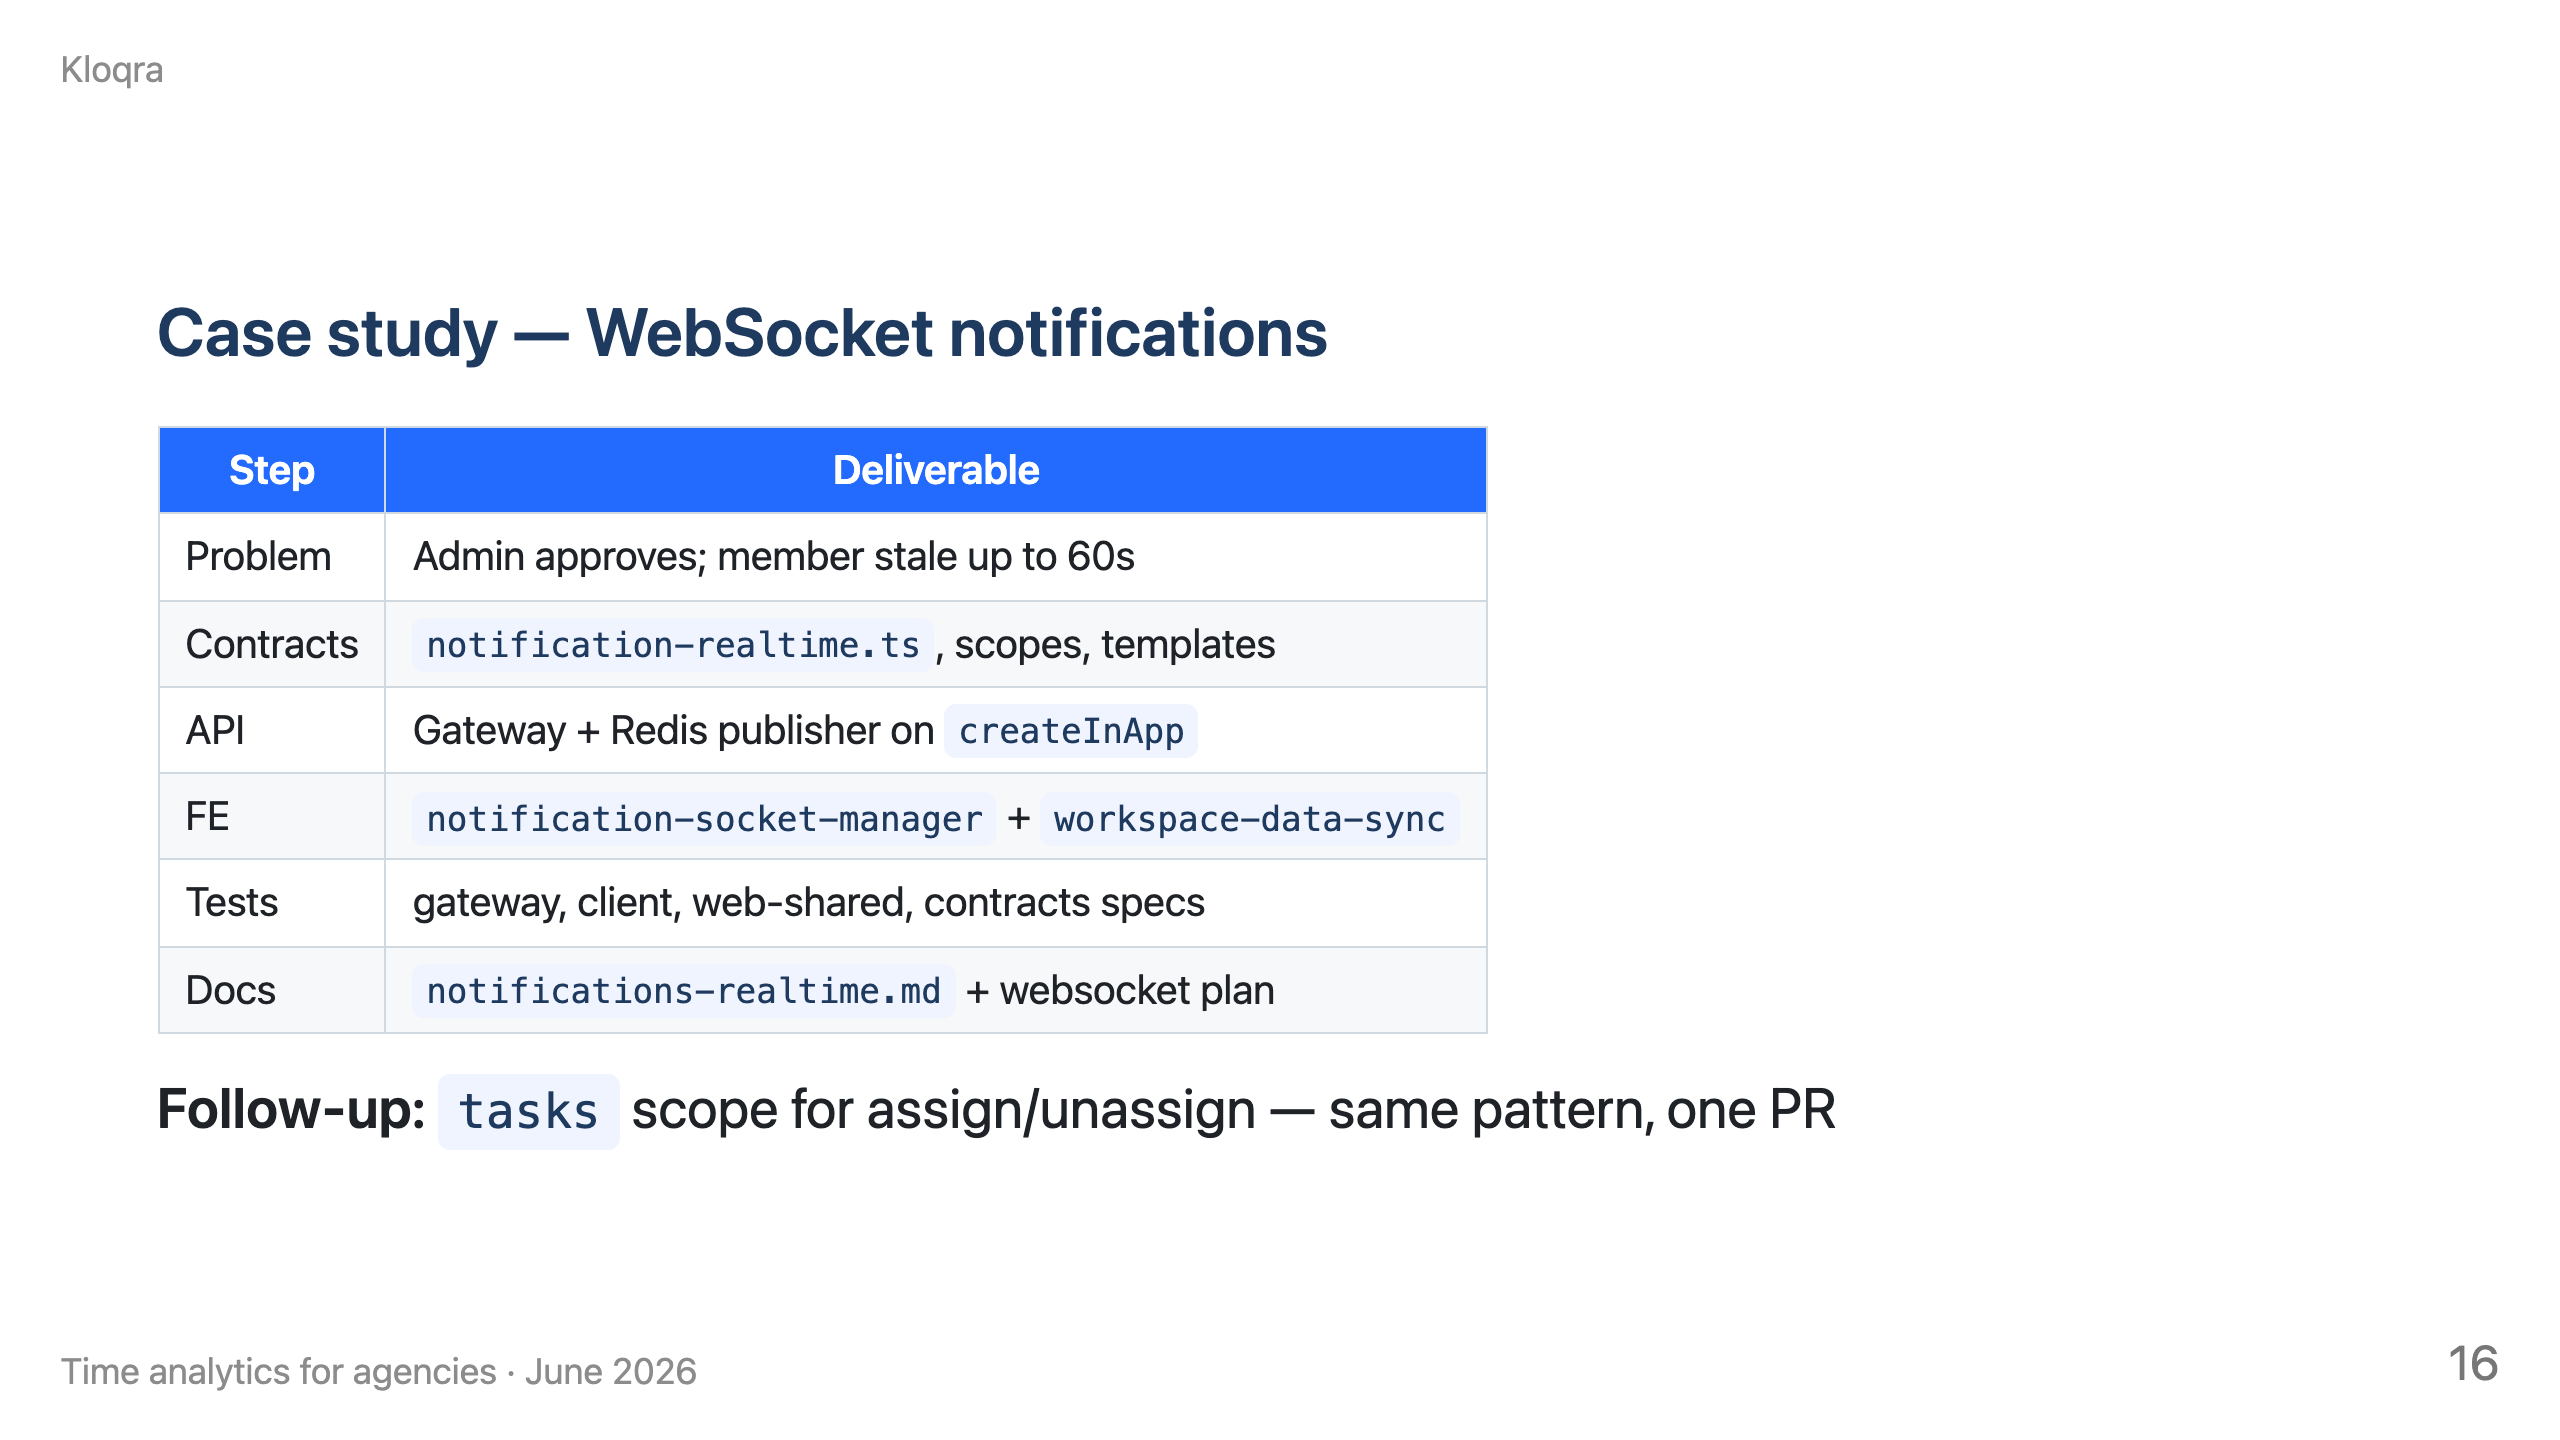 Kloqra
Case study — WebSocket notifications
Step Deliverable
Problem Admin approves; member stale up to 60s
Contracts notification-realtime.ts, scopes, templates
API Gateway + Redis publisher on createInApp
FE notification-socket-manager + workspace-data-sync
Tests gateway, client, web-shared, contracts specs
Docs notifications-realtime.md + websocket plan
Follow-up: tasks scope for assign/unassign — same pattern, one PR
Time analytics for agencies · June 2026
16